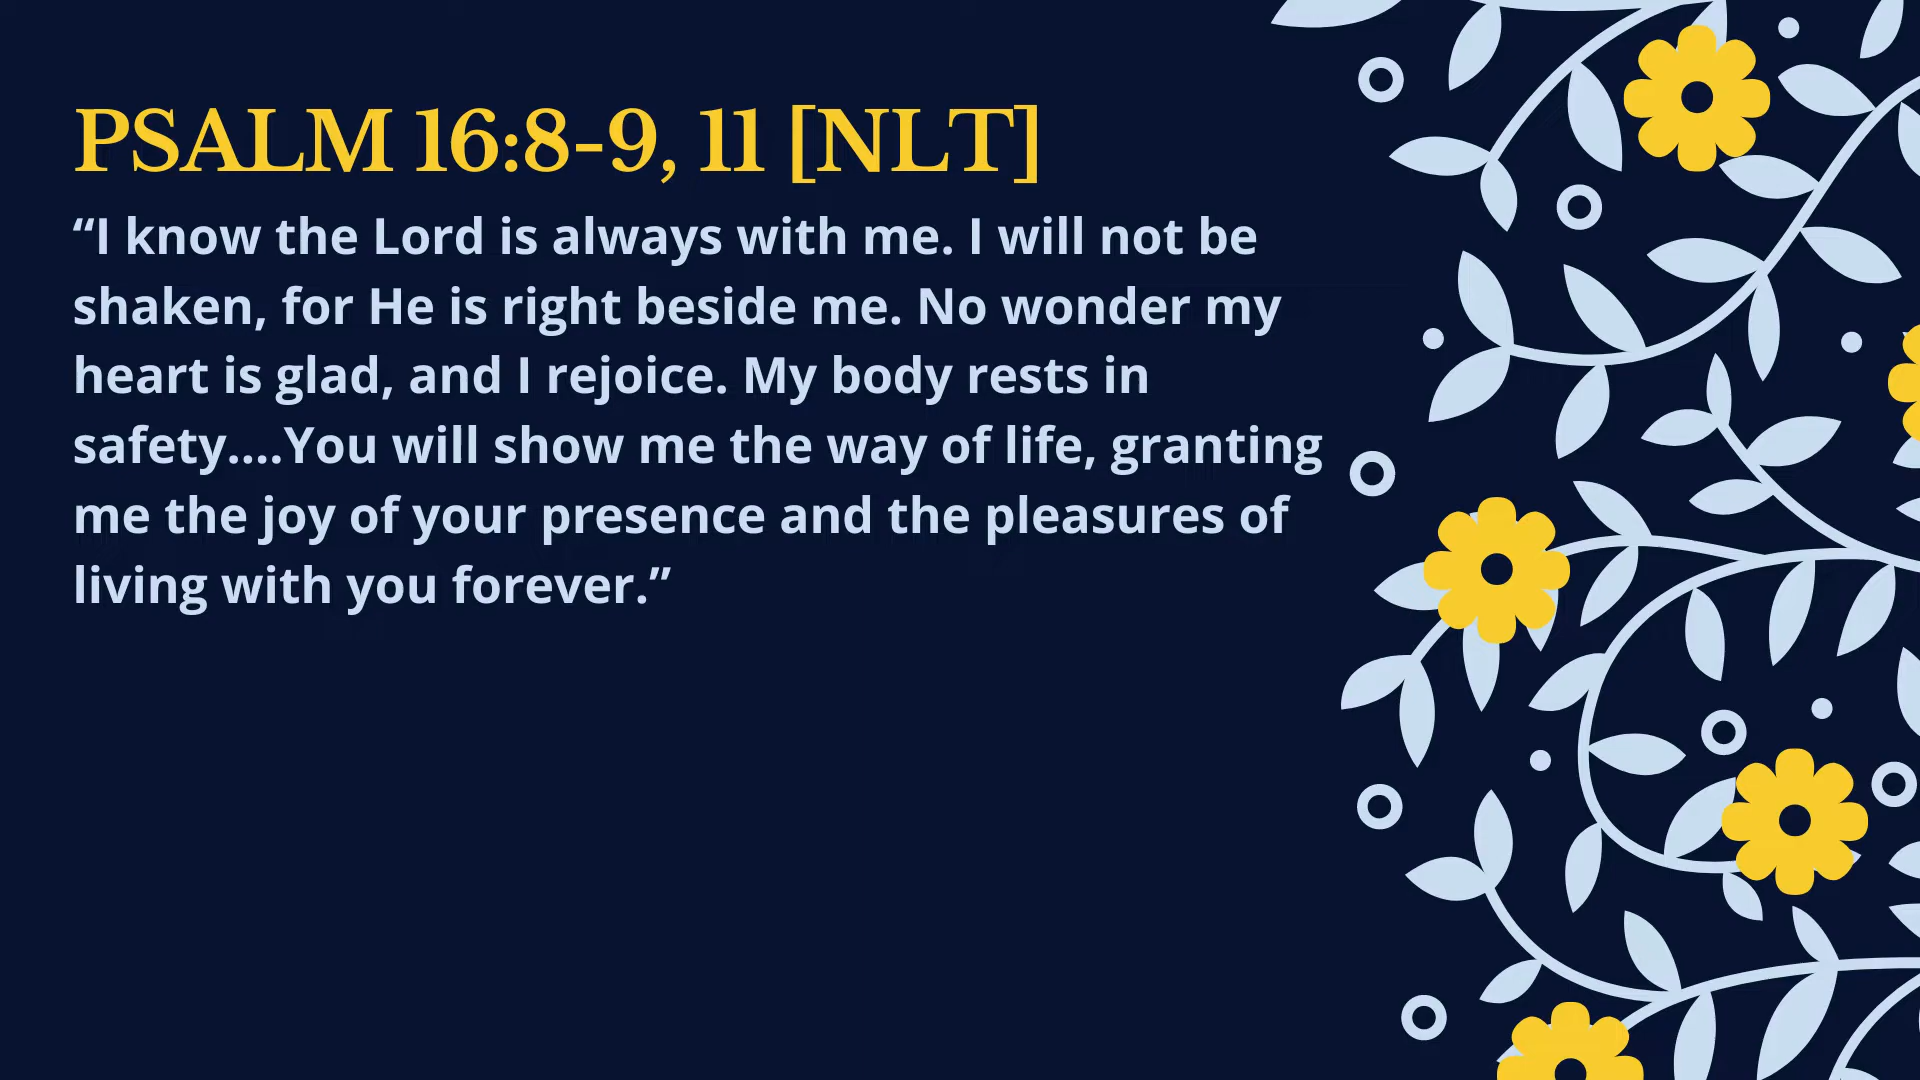 PSALM 16:8-9, 11 [NLT]
“I know the Lord is always with me. I will not be
shaken, for He is right beside me. No wonder my
heart is glad, and I rejoice. My body rests in
safety....You will show me the way of life, granting
me the joy of your presence and the pleasures of
living with you forever.”